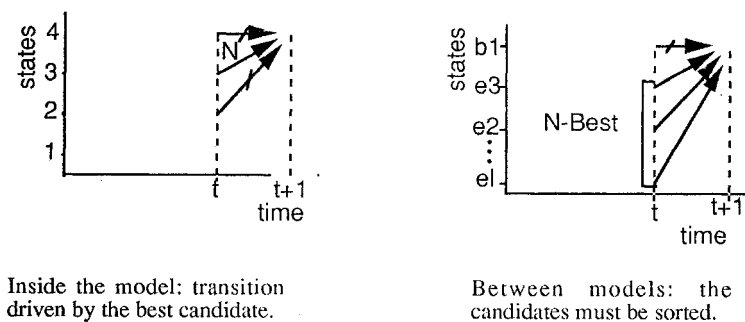 states
4
3
2
1
N
t
t+1
time
Inside the model: transition
driven by the best candidate.
states
b1
e3
e2
el
N-Best
t
t+1
time
Between models: the
candidates must be sorted.